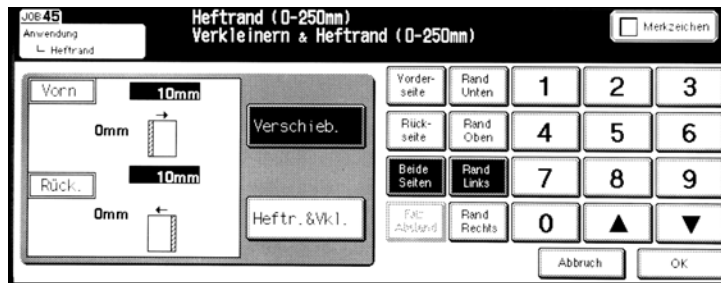 JOB 45
Anwendung
Heftrand
Heftrand (0-250mm)
Verkleinern & Heftrand (0-250mm)
Merkzeichen
Vorn
10mm
0mm
Rück.
10mm
0mm
Verschieb.
Heftr.&Vkl.
Vorder-
seite
Rand
Unten
1
2
3
Rück-
seite
Rand
Oben
4
5
6
Beide
Seiten
Rand
Links
7
8
9
Abstand
Rand
Rechts
0
Abbruch
OK